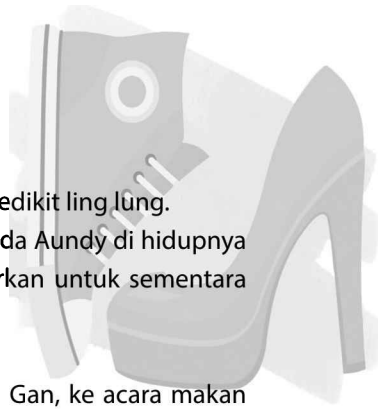 edikit ling lung.
da Aundy di hidupnya
rkan untuk sementara
Gan, ke acara makan